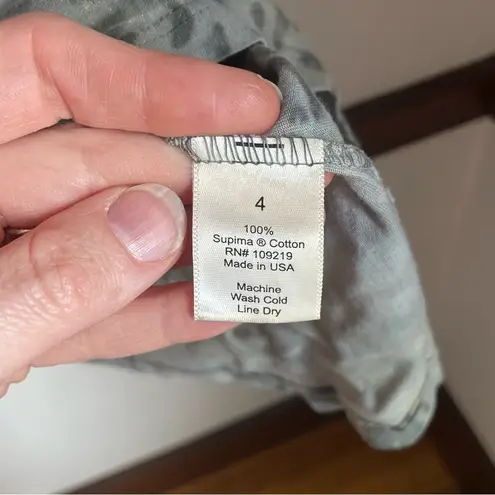 4
100%
Supima ® Cotton
RN# 109219
Made in USA
Machine
Wash Cold
Line Dry